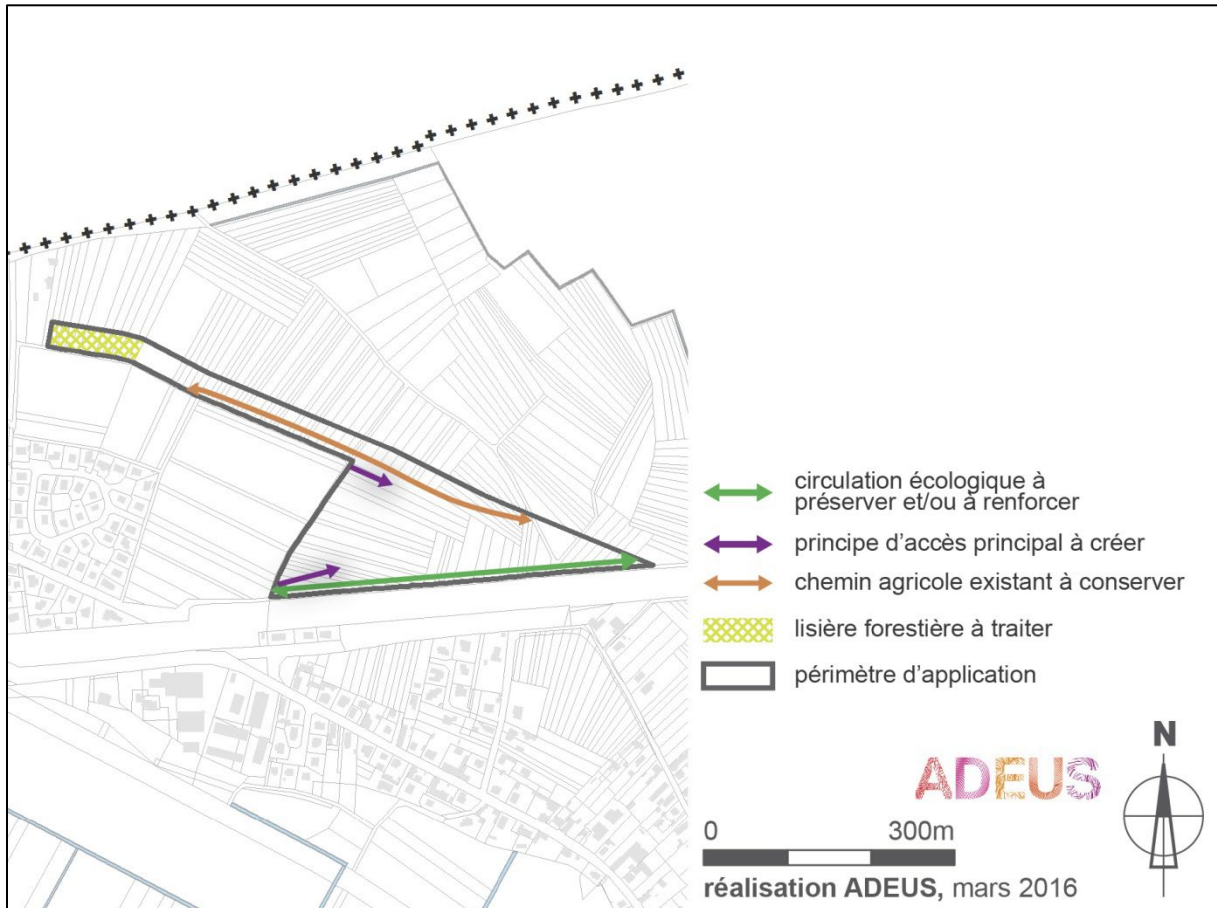 circulation écologique à
préserver et/ou à renforcer
principe d'accès principal à créer
chemin agricole existant à conserver
lisière forestière à traiter
périmètre d'application
ADEUS
N
0 300m
réalisation ADEUS, mars 2016